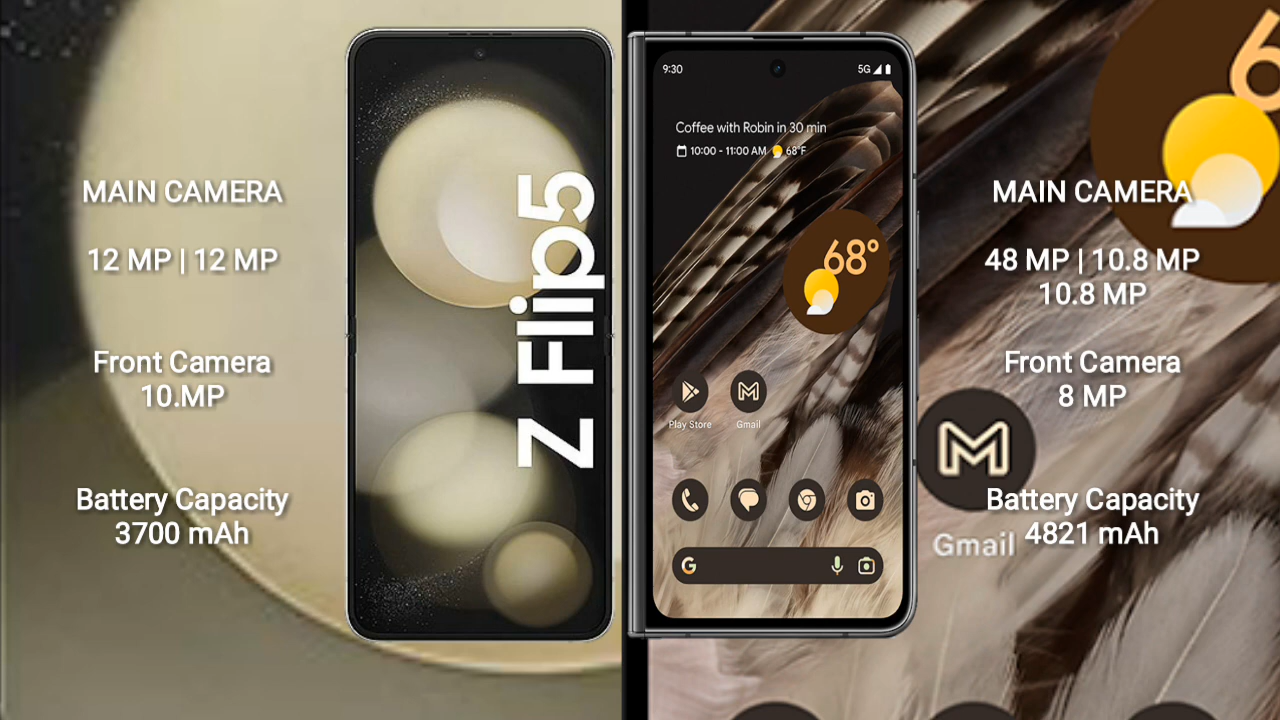 MAIN CAMERA
12 MP | 12 MP
Front Camera
10.MP
Battery Capacity
3700 mAh
Z Flip5
9:30
5G
Coffee with Robin in 30 min
10:00 - 11:00 AM 68°F
68°
Play Store
Gmail
G
6
MAIN CAMERA
48 MP | 10.8 MP
10.8 MP
Front Camera
8 MP
Battery Capacity
4821 mAh
Gmail